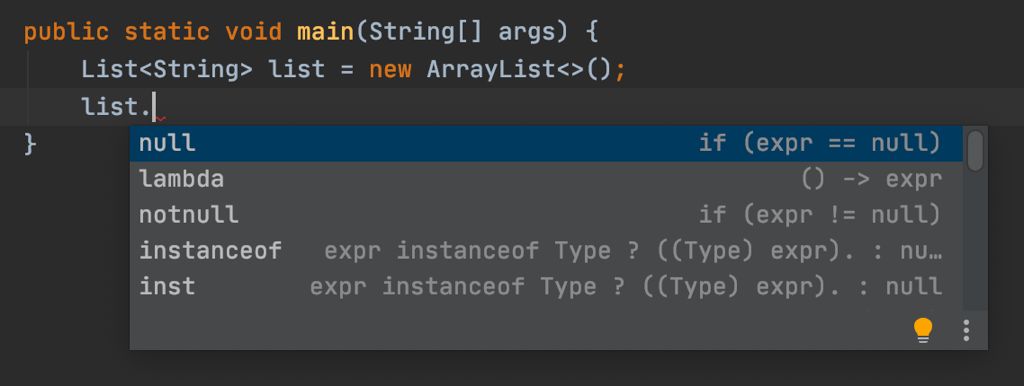 public static void main(String[] args) {
List<String> list = new ArrayList<>();
list.
}
null if (expr == null)
lambda () -> expr
notnull if (expr != null)
instanceof expr instanceof Type ? ((Type) expr). : nu…
inst expr instanceof Type ? ((Type) expr). : null